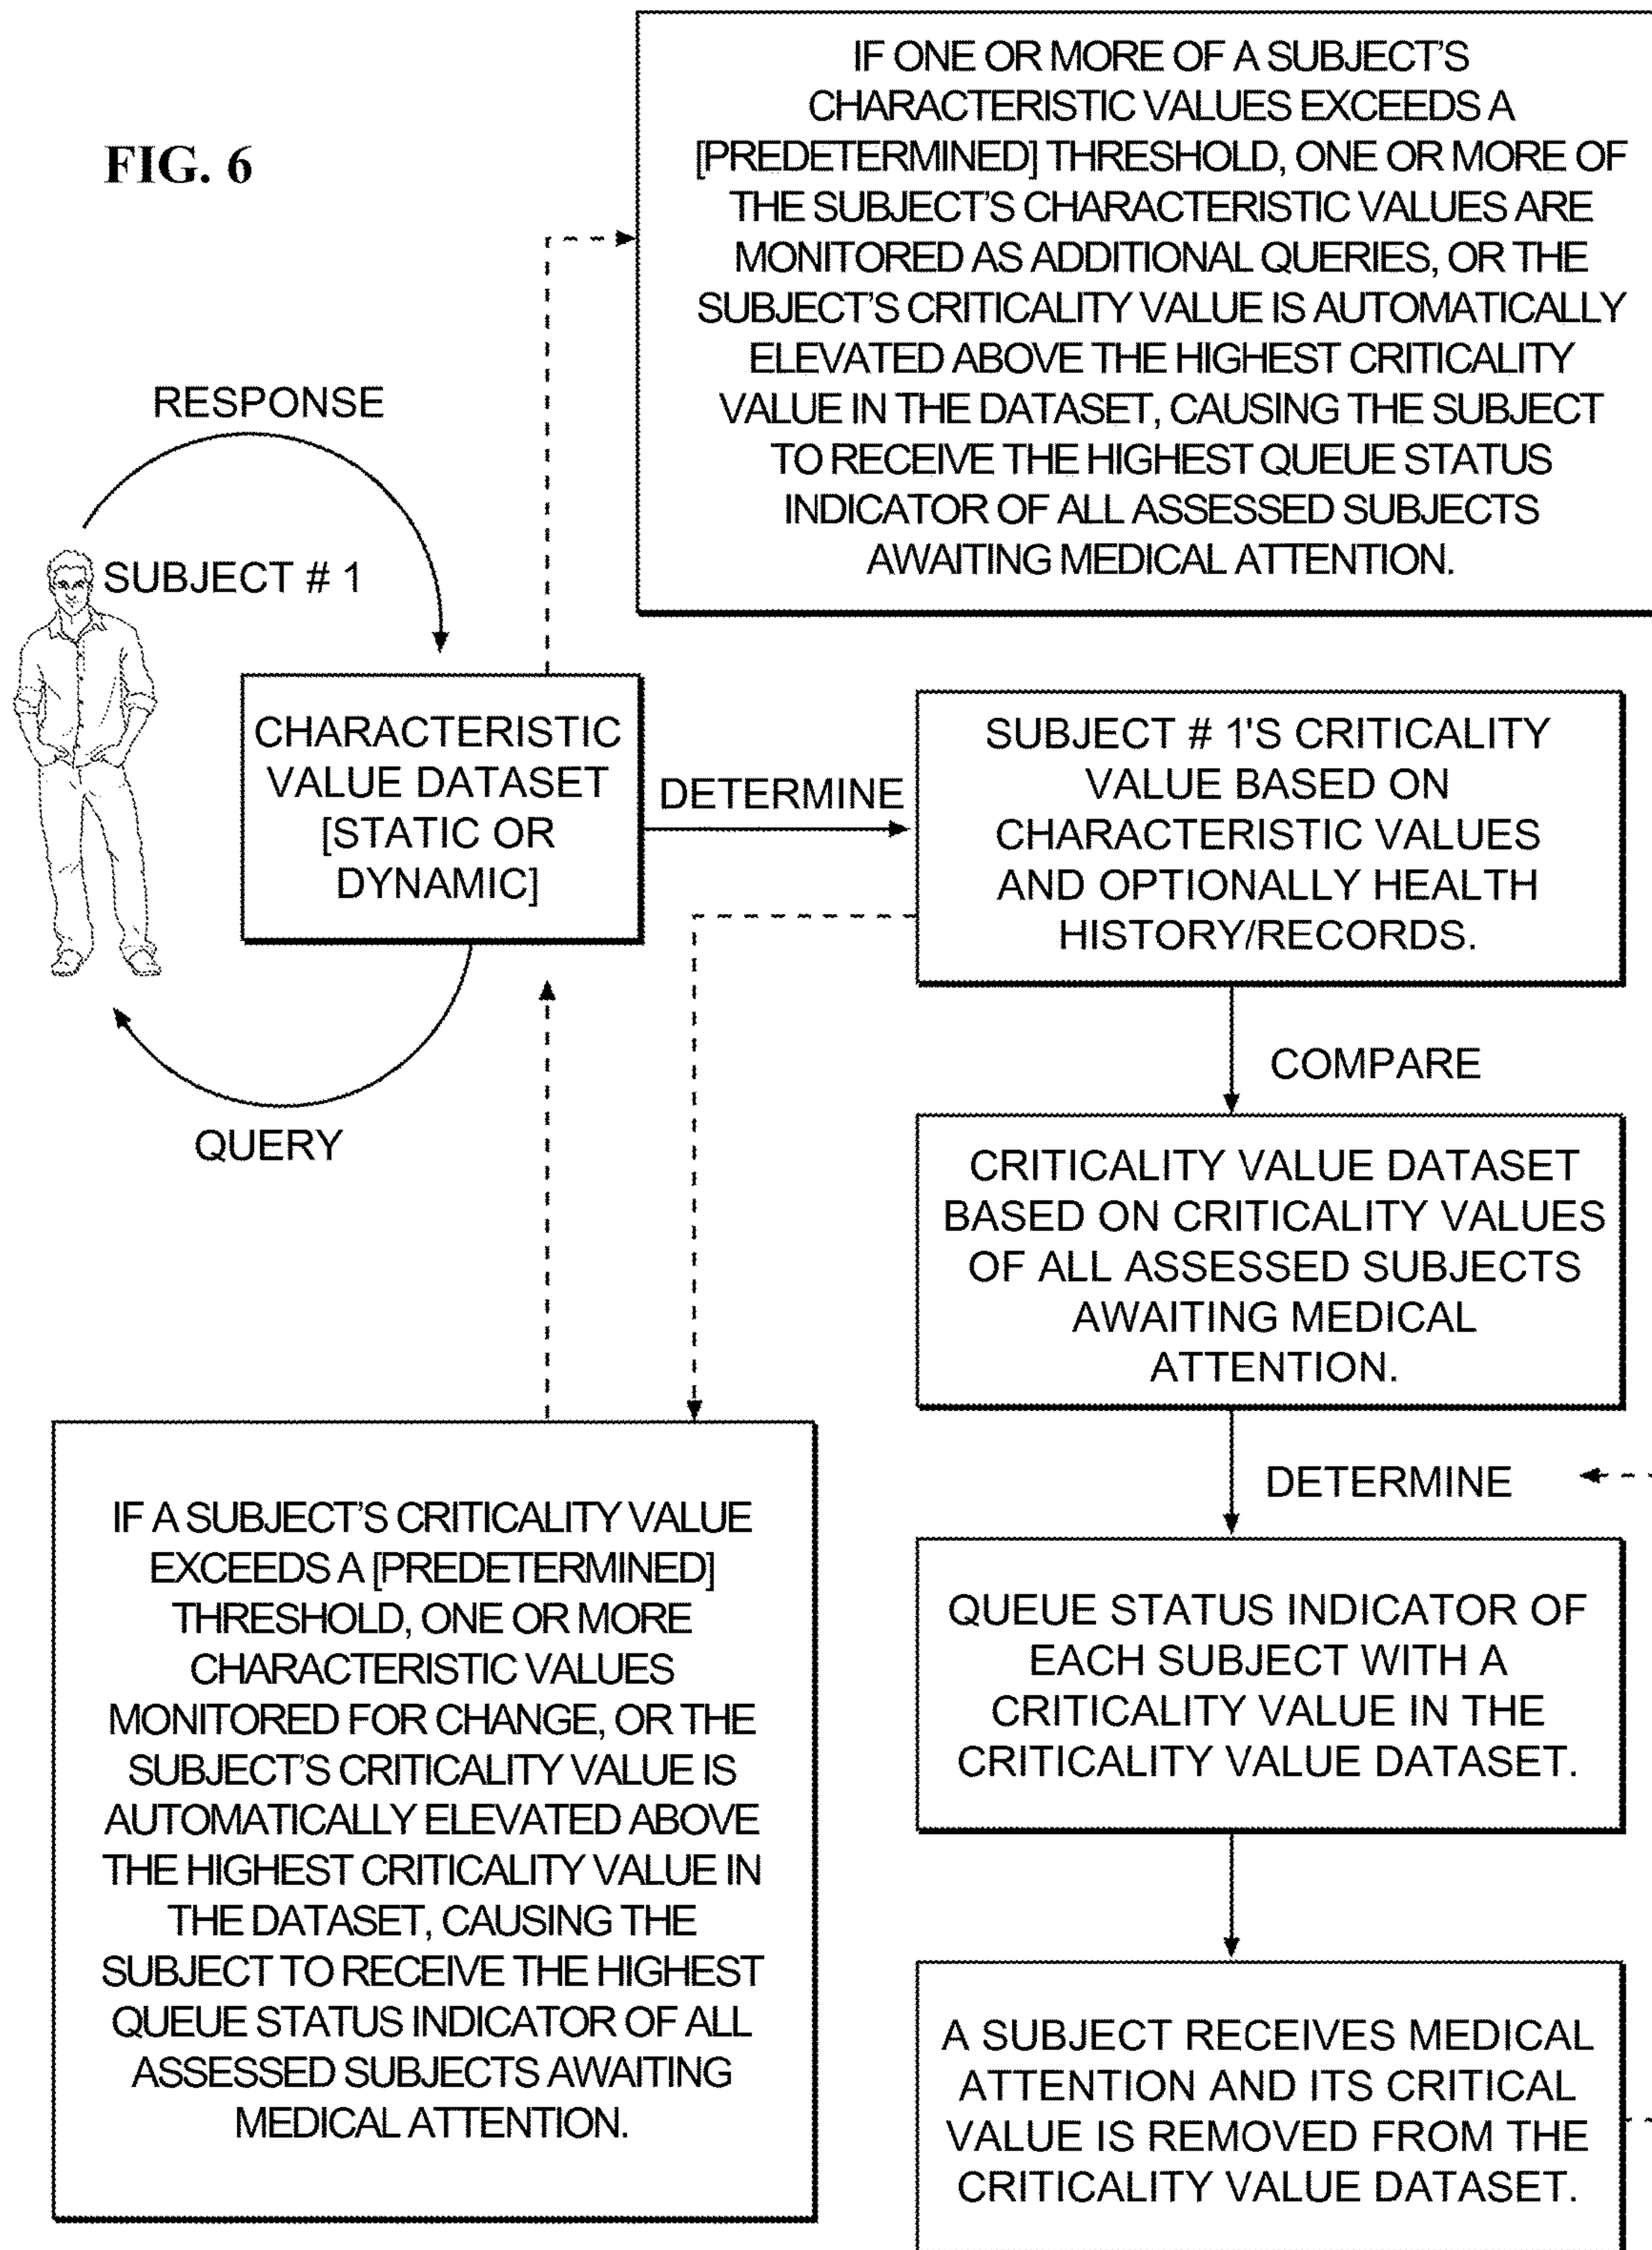 FIG. 6
IF ONE OR MORE OF A SUBJECT'S
CHARACTERISTIC VALUES EXCEEDS A
[PREDETERMINED] THRESHOLD, ONE OR MORE OF
THE SUBJECT'S CHARACTERISTIC VALUES ARE
MONITORED AS ADDITIONAL QUERIES, OR THE
SUBJECT'S CRITICALITY VALUE IS AUTOMATICALLY
ELEVATED ABOVE THE HIGHEST CRITICALITY
VALUE IN THE DATASET, CAUSING THE SUBJECT
TO RECEIVE THE HIGHEST QUEUE STATUS
INDICATOR OF ALL ASSESSED SUBJECTS
AWAITING MEDICAL ATTENTION.
RESPONSE
SUBJECT # 1
CHARACTERISTIC
VALUE DATASET
[STATIC OR
DYNAMIC]
QUERY
DETERMINE
SUBJECT # 1'S CRITICALITY
VALUE BASED ON
CHARACTERISTIC VALUES
AND OPTIONALLY HEALTH
HISTORY/RECORDS.
COMPARE
CRITICALITY VALUE DATASET
BASED ON CRITICALITY VALUES
OF ALL ASSESSED SUBJECTS
AWAITING MEDICAL
ATTENTION.
DETERMINE
QUEUE STATUS INDICATOR OF
EACH SUBJECT WITH A
CRITICALITY VALUE IN THE
CRITICALITY VALUE DATASET.
A SUBJECT RECEIVES MEDICAL
ATTENTION AND ITS CRITICAL
VALUE IS REMOVED FROM THE
CRITICALITY VALUE DATASET.
IF A SUBJECT'S CRITICALITY VALUE
EXCEEDS A [PREDETERMINED]
THRESHOLD, ONE OR MORE
CHARACTERISTIC VALUES
MONITORED FOR CHANGE, OR THE
SUBJECT'S CRITICALITY VALUE IS
AUTOMATICALLY ELEVATED ABOVE
THE HIGHEST CRITICALITY VALUE IN
THE DATASET, CAUSING THE
SUBJECT TO RECEIVE THE HIGHEST
QUEUE STATUS INDICATOR OF ALL
ASSESSED SUBJECTS AWAITING
MEDICAL ATTENTION.